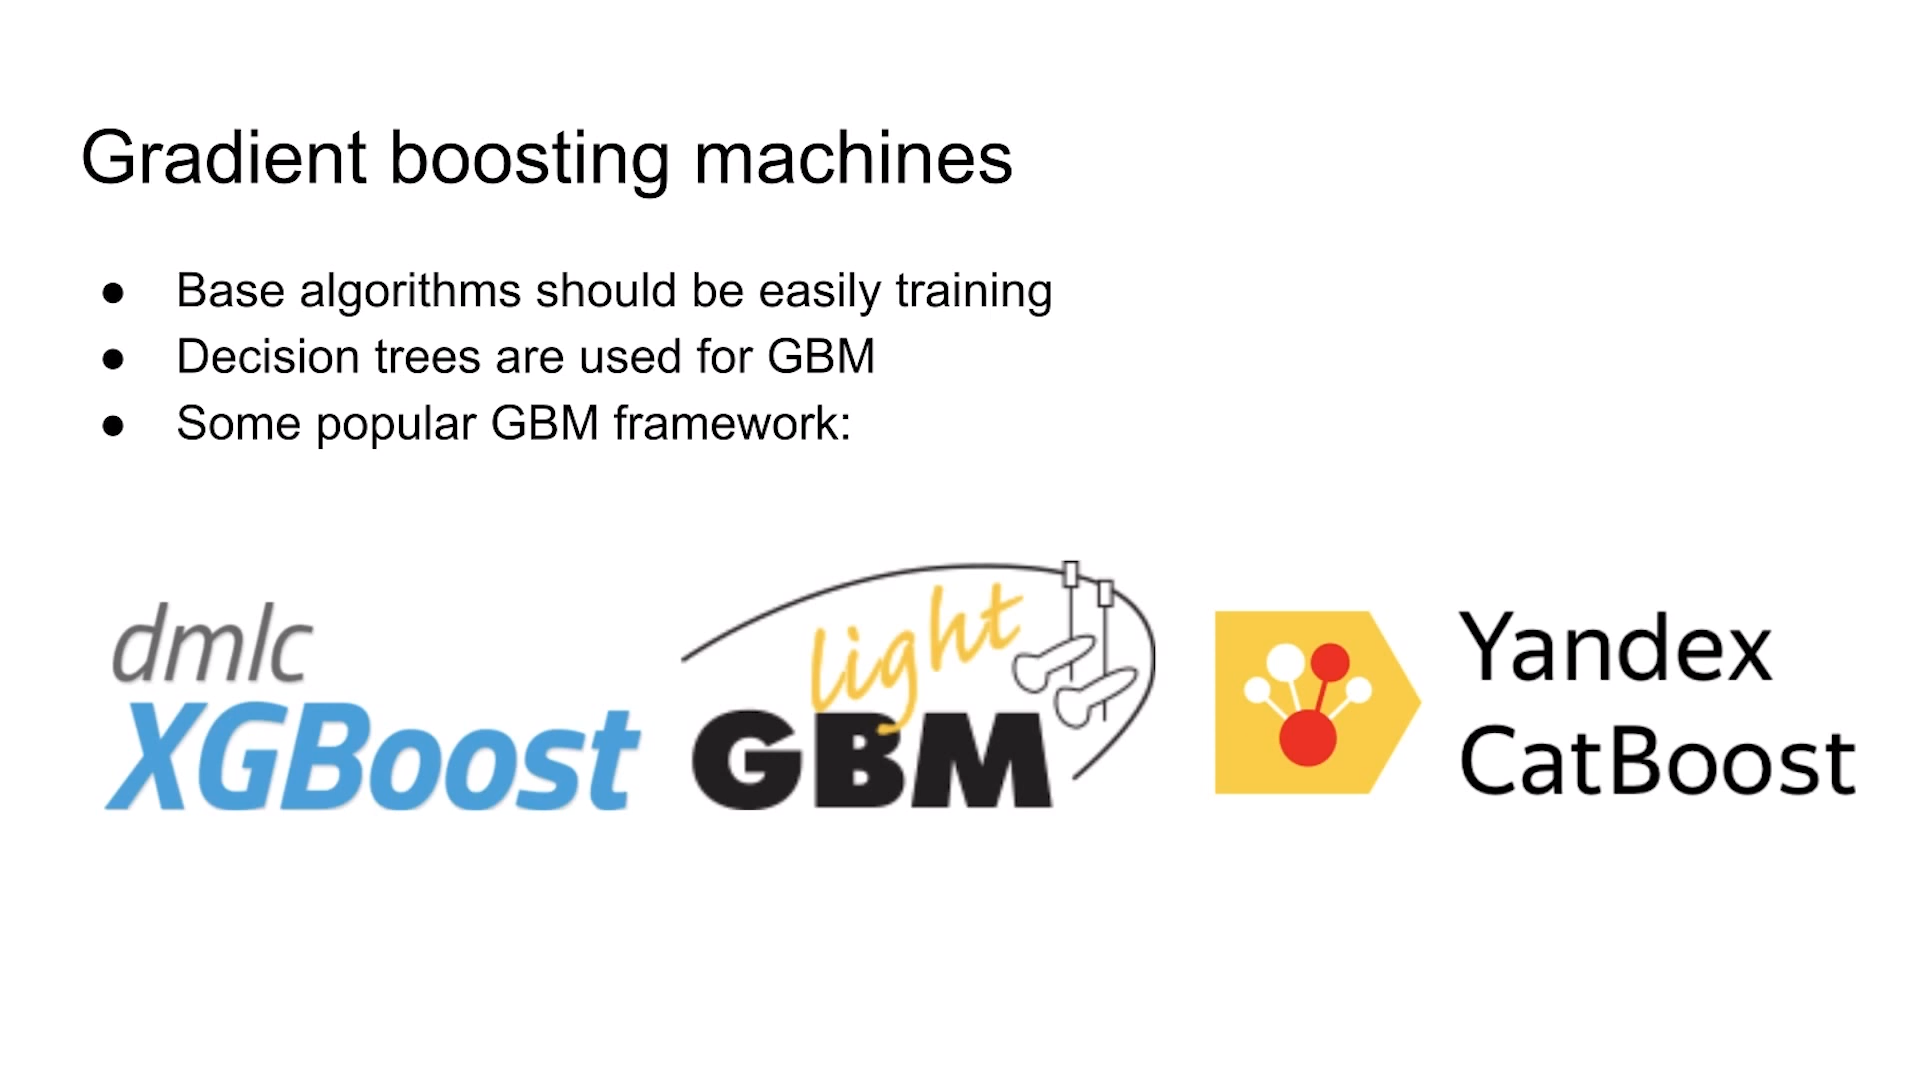 Gradient boosting machines
● Base algorithms should be easily training
● Decision trees are used for GBM
● Some popular GBM framework:
dmlc
XGBoost
light
GBM
Yandex
CatBoost